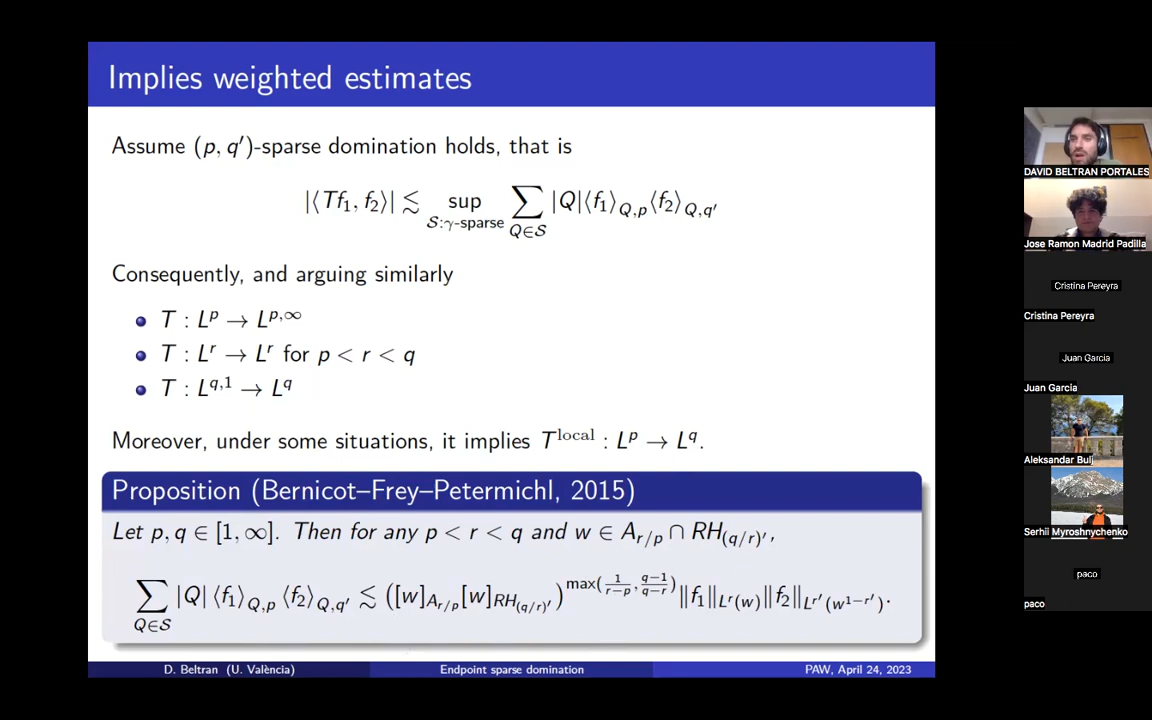 Implies weighted estimates
Assume (p, q′)-sparse domination holds, that is
|⟨Tf₁, f₂⟩| ≲ sup_{𝒮:γ-sparse} ∑_{Q∈𝒮} |Q|⟨f₁⟩_{Q,p}⟨f₂⟩_{Q,q′}
Consequently, and arguing similarly
T : L^p → L^{p,∞}
T : L^r → L^r for p < r < q
T : L^{q,1} → L^q
Moreover, under some situations, it implies T^{local} : L^p → L^q.
Proposition (Bernicot–Frey–Petermichl, 2015)
Let p, q ∈ [1, ∞]. Then for any p < r < q and w ∈ A_{r/p} ∩ RH_{(q/r)′},
∑_{Q∈𝒮} |Q| ⟨f₁⟩_{Q,p} ⟨f₂⟩_{Q,q′} ≲ ([w]_{A_{r/p}}[w]_{RH_{(q/r)′}})^{max(1/(r−p), (q−1)/(q−r))} ‖f₁‖_{L^r(w)}‖f₂‖_{L^{r′}(w^{1−r′})}.
D. Beltran (U. València) Endpoint sparse domination PAW, April 24, 2023
DAVID BELTRAN PORTALES
Jose Ramon Madrid Padilla
Cristina Pereyra
Cristina Pereyra
Juan Garcia
Juan Garcia
Aleksandar Bulj
Serhii Myroshnychenko
paco
paco